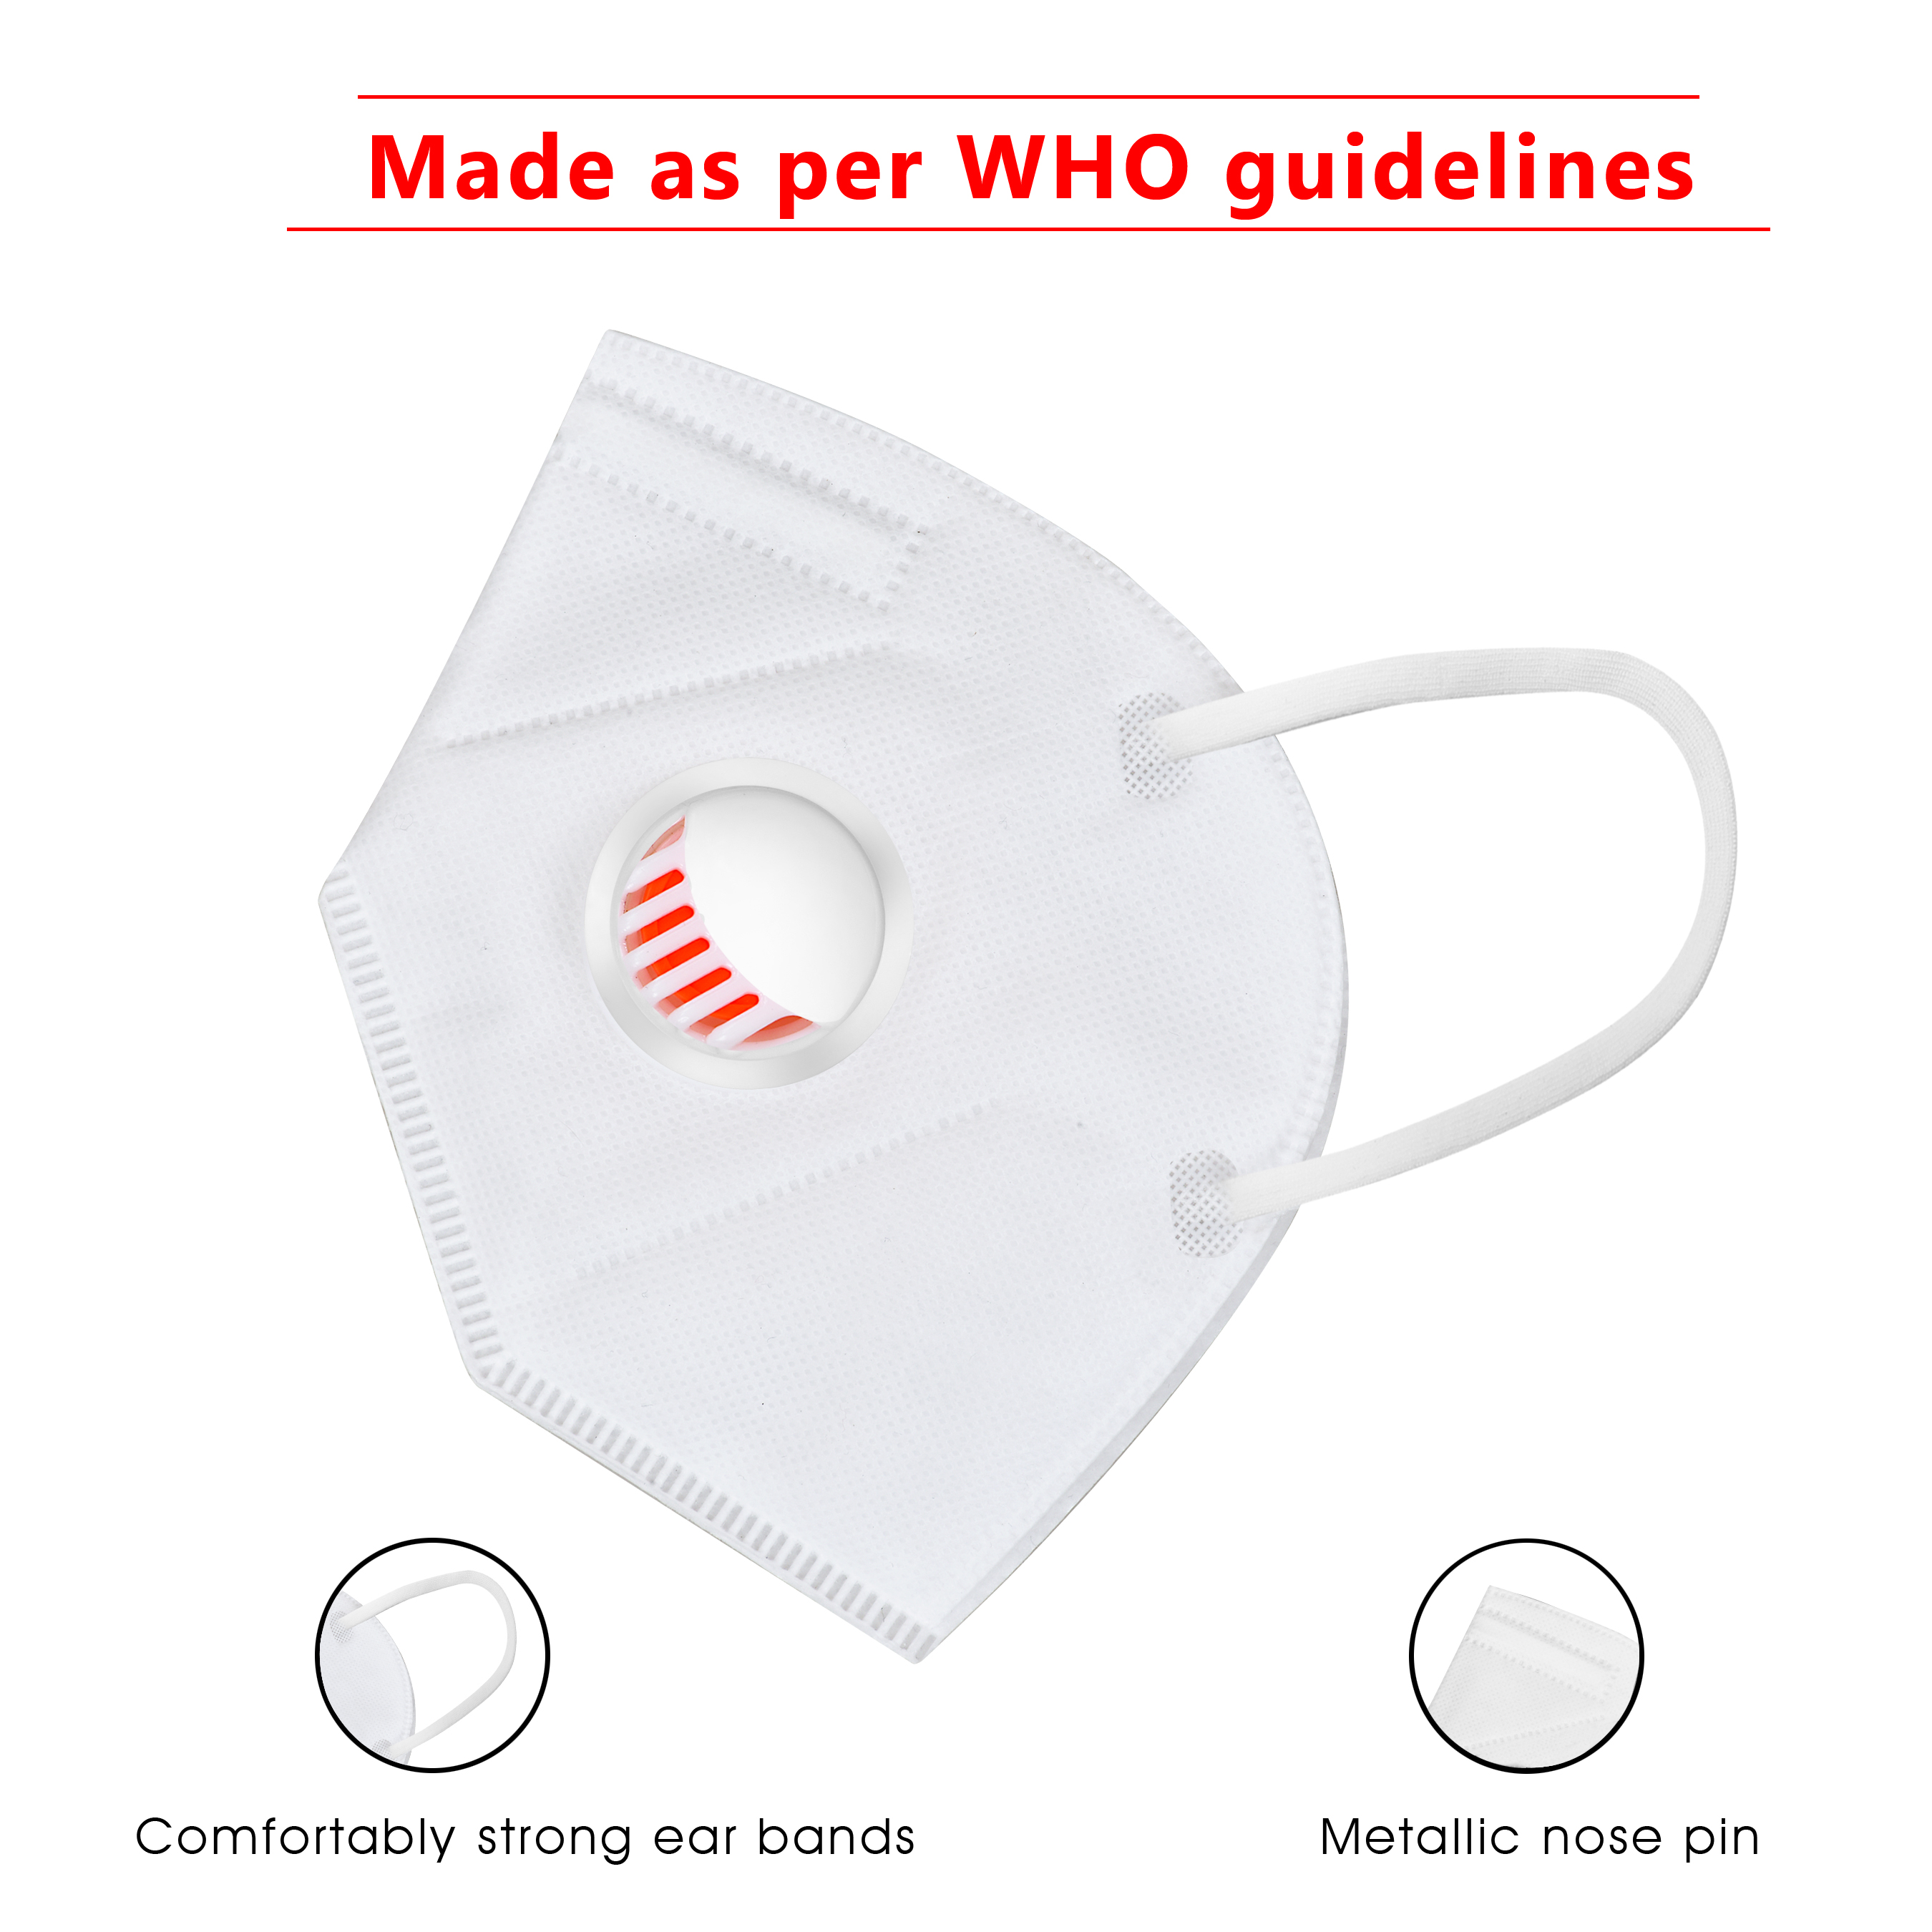 Made as per WHO guidelines
Comfortably strong ear bands
Metallic nose pin